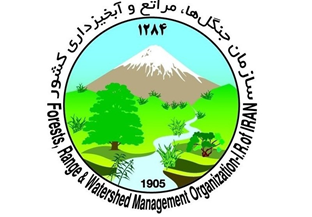 سازمان جنگل‌ها، مراتع و آبخیزداری کشور
۱۲۸۴
1905
Forests, Range & Watershed Management Organization-I.R.of IRAN